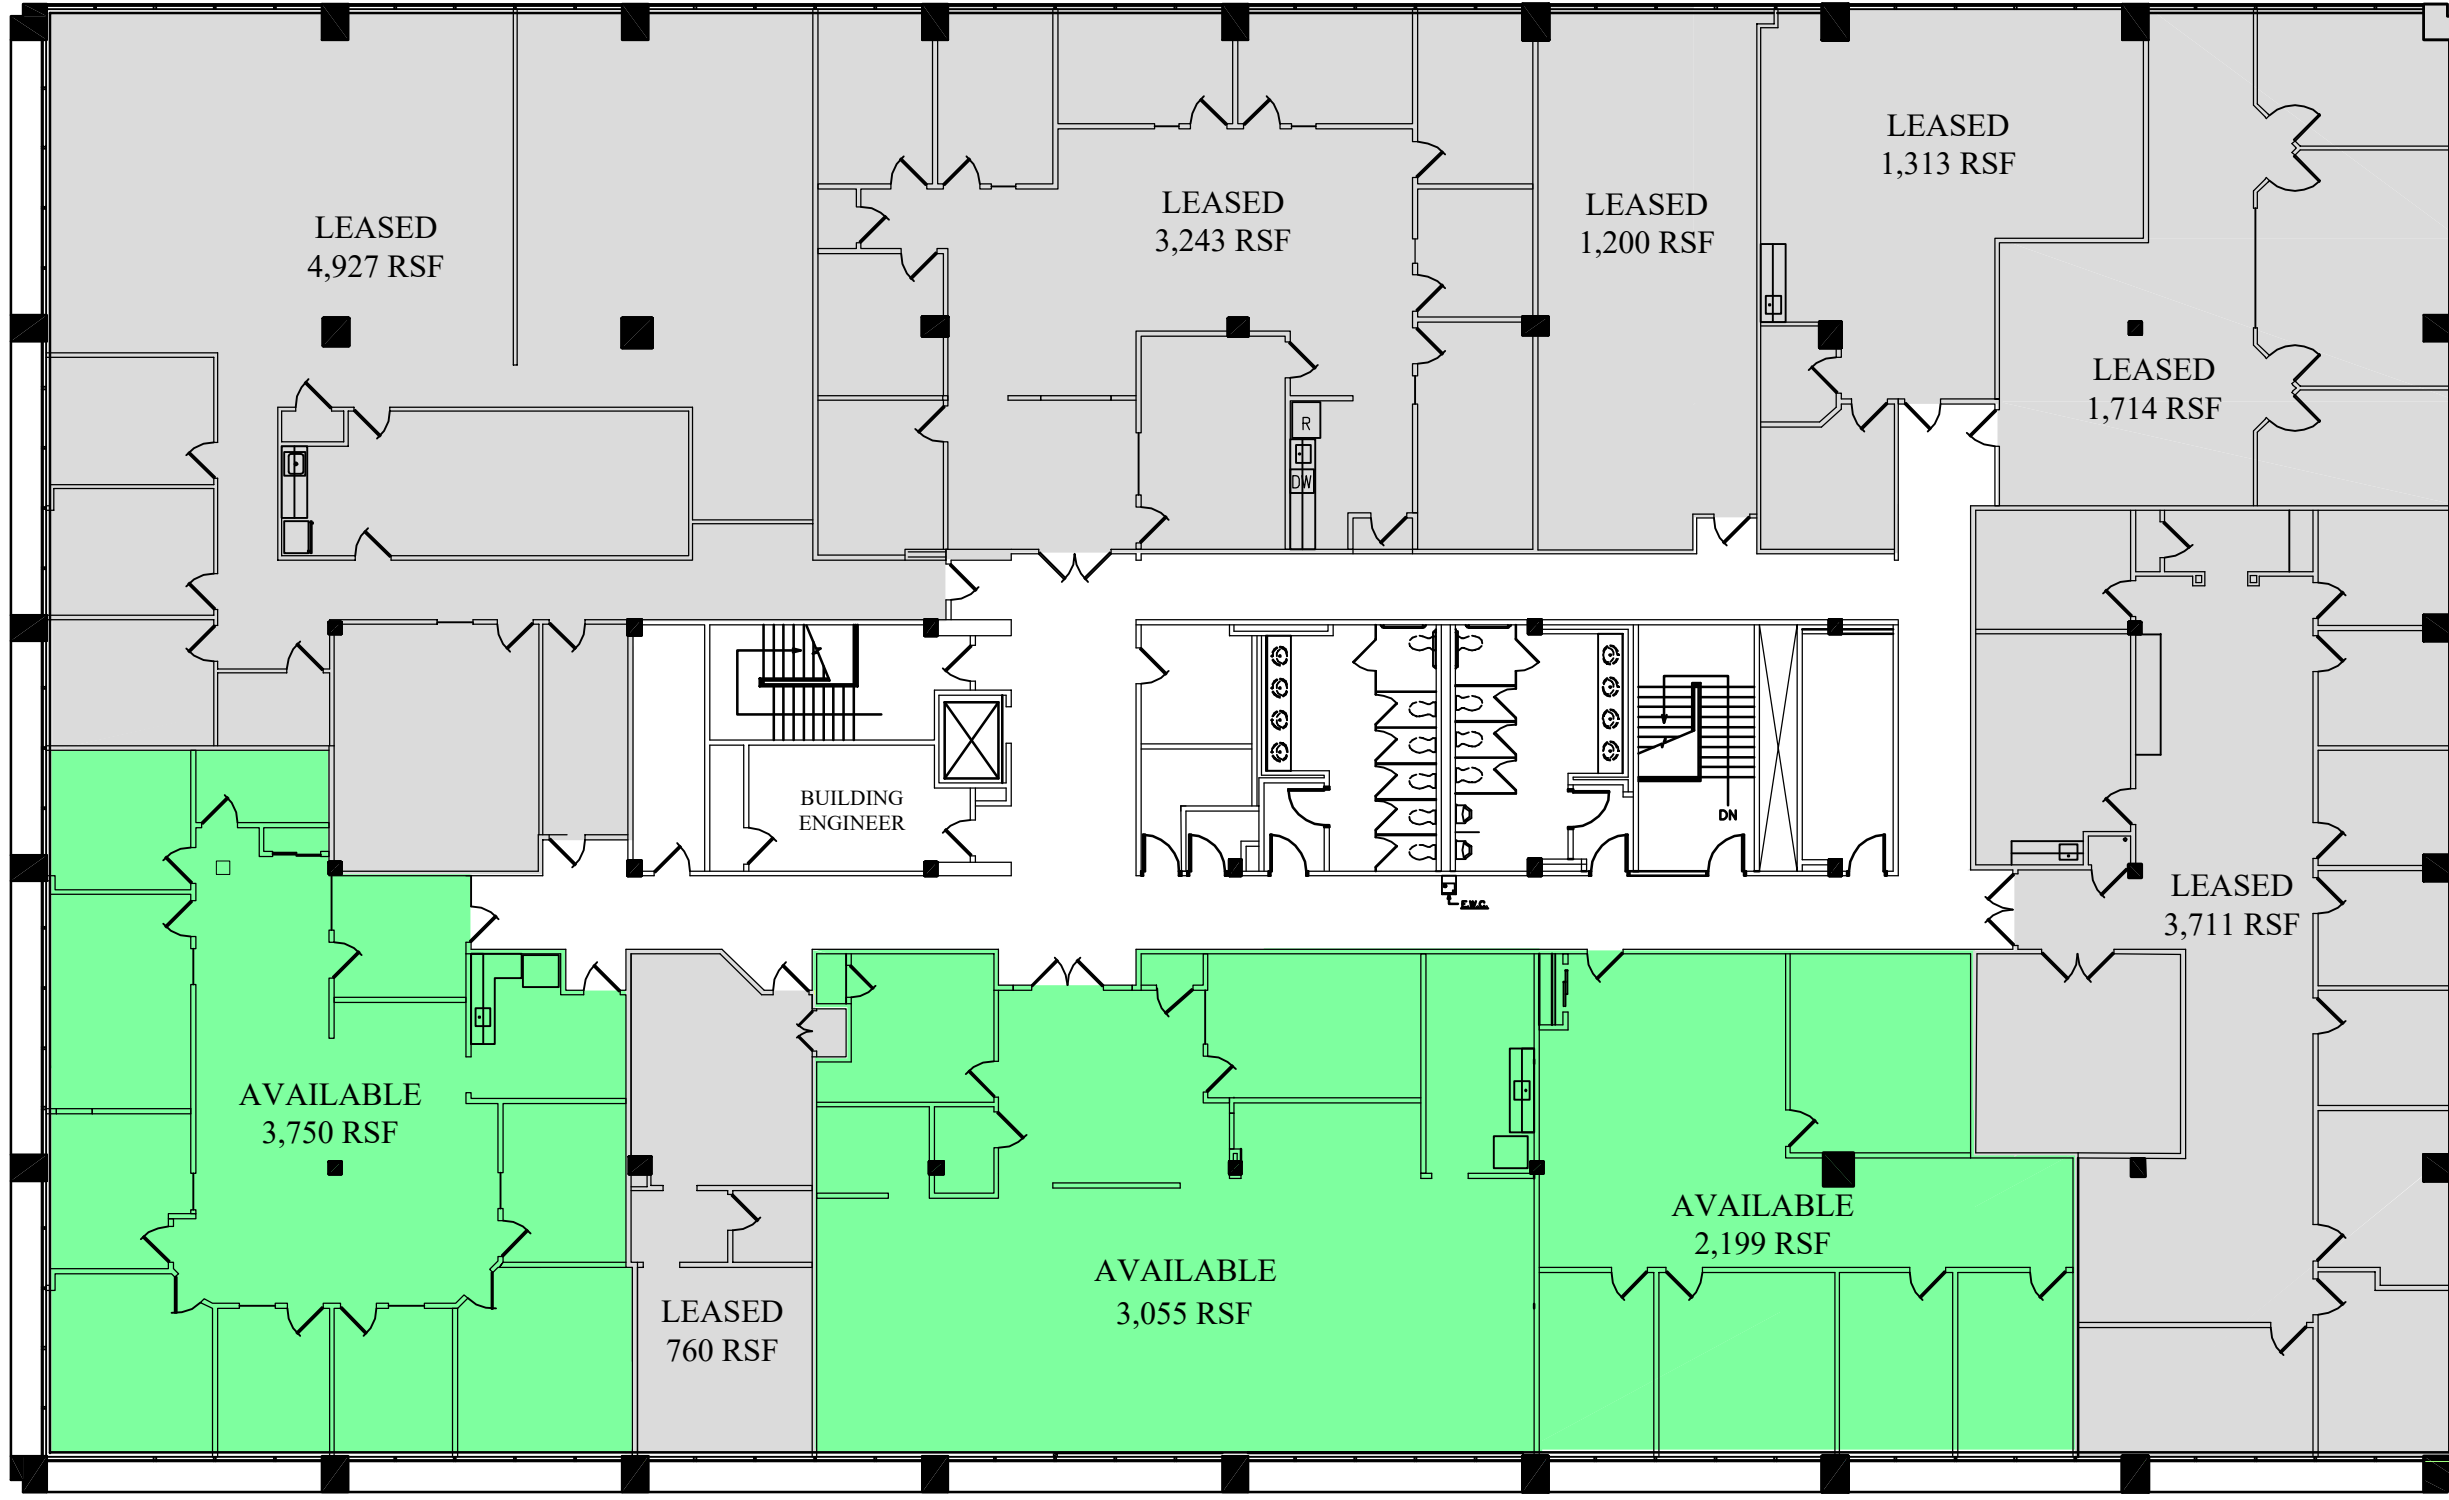 LEASED
4,927 RSF
LEASED
3,243 RSF
LEASED
1,200 RSF
LEASED
1,313 RSF
LEASED
1,714 RSF
R
DW
BUILDING
ENGINEER
DN
E.W.C.
LEASED
3,711 RSF
AVAILABLE
3,750 RSF
LEASED
760 RSF
AVAILABLE
3,055 RSF
AVAILABLE
2,199 RSF